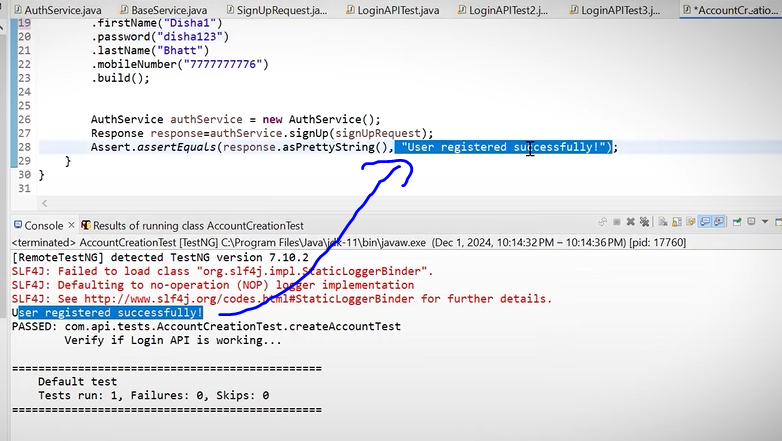 AuthService.java BaseService.java SignUpRequest.ja... LoginAPITest.java LoginAPITest2.j... LoginAPITest3.j... *AccountCreation...
19 .firstName("Disha1")
20 .password("disha123")
21 .lastName("Bhatt")
22 .mobileNumber("7777777776")
23 .build();
24
25
26 AuthService authService = new AuthService();
27 Response response=authService.signUp(signUpRequest);
28 Assert.assertEquals(response.asPrettyString(), "User registered successfully!");
29 }
30 }
31
Console Results of running class AccountCreationTest
<terminated> AccountCreationTest [TestNG] C:\Program Files\Java\jdk-11\bin\javaw.exe (Dec 1, 2024, 10:14:32 PM – 10:14:36 PM) [pid: 17760]
[RemoteTestNG] detected TestNG version 7.10.2
SLF4J: Failed to load class "org.slf4j.impl.StaticLoggerBinder".
SLF4J: Defaulting to no-operation (NOP) logger implementation
SLF4J: See http://www.slf4j.org/codes.html#StaticLoggerBinder for further details.
User registered successfully!
PASSED: com.api.tests.AccountCreationTest.createAccountTest
Verify if Login API is working...
===============================================
Default test
Tests run: 1, Failures: 0, Skips: 0
===============================================